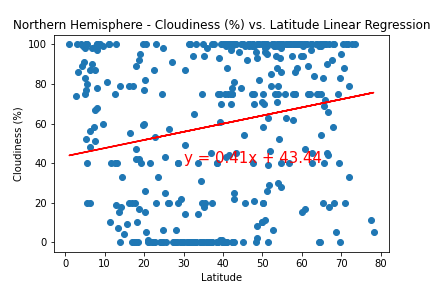 Northern Hemisphere - Cloudiness (%) vs. Latitude Linear Regression
100
80
60
40
20
0
Cloudiness (%)
y = 0.41x + 43.44
0 10 20 30 40 50 60 70 80
Latitude